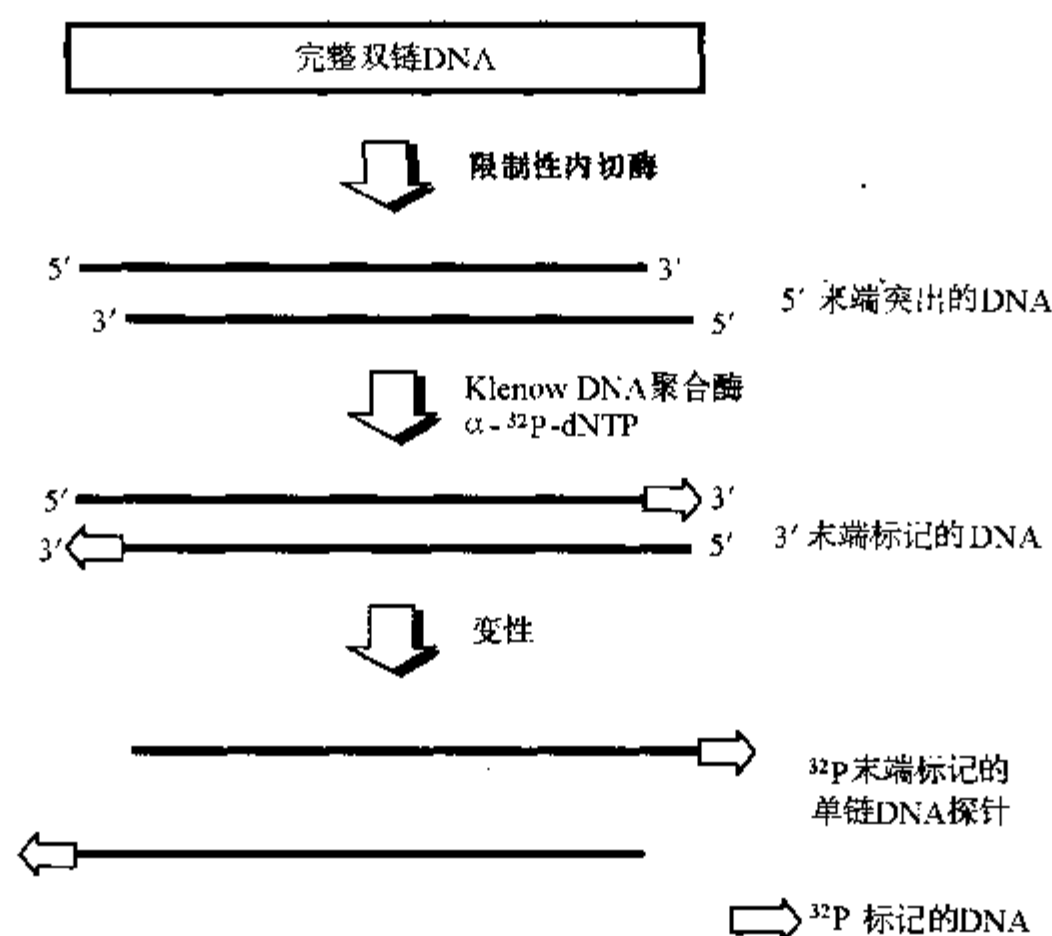 完整双链DNA
限制性内切酶
5′ 3′
3′ 5′
5′ 末端突出的DNA
Klenow DNA聚合酶
α-³²P-dNTP
5′ 3′
3′ 5′
3′ 末端标记的DNA
变性
³²P末端标记的
单链DNA探针
³²P 标记的DNA